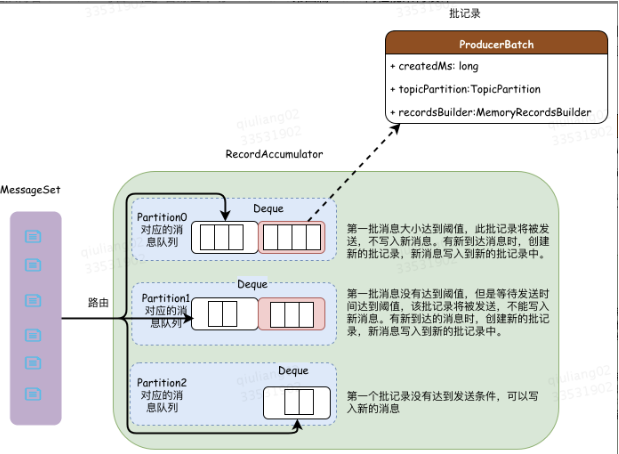 批记录
ProducerBatch
+ createdMs: long
+ topicPartition:TopicPartition
+ recordsBuilder:MemoryRecordsBuilder
qiuliang02
33531902
RecordAccumulator
MessageSet
路由
Partition0
对应的消
息队列
Deque
第一批消息大小达到阈值，此批记录将被发
送，不写入新消息。有新到达消息时，创建
新的批记录，新消息写入到新的批记录中。
Partition1
对应的消
息队列
Deque
第一批消息没有达到阈值，但是等待发送时
间达到阈值，该批记录将被发送，不能写入
新消息。有新到达的消息时，创建新的批记
录，新消息写入到新的批记录中。
Partition2
对应的消
息队列
Deque
第一个批记录没有达到发送条件，可以写
入新的消息